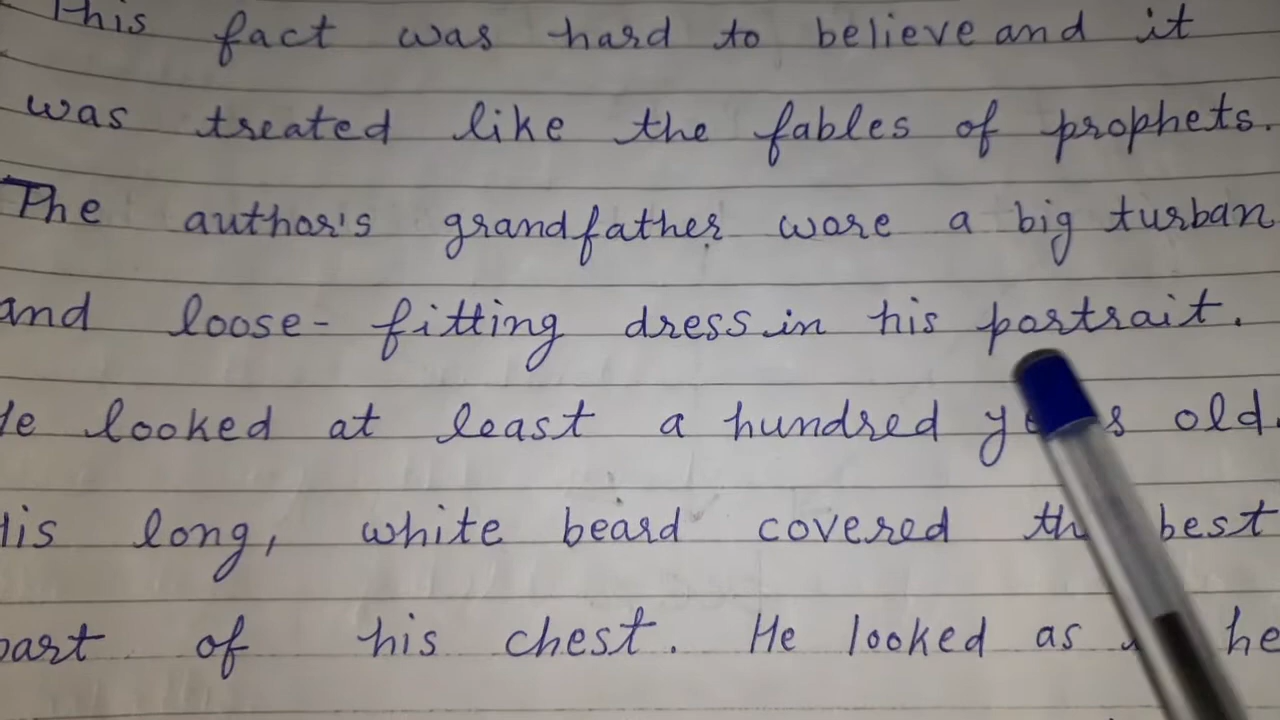 This fact was hard to believe and it
was treated like the fables of prophets.
The author's grandfather wore a big turban
and loose-fitting dress in his portrait.
He looked at least a hundred years old.
His long, white beard covered the best
part of his chest. He looked as he